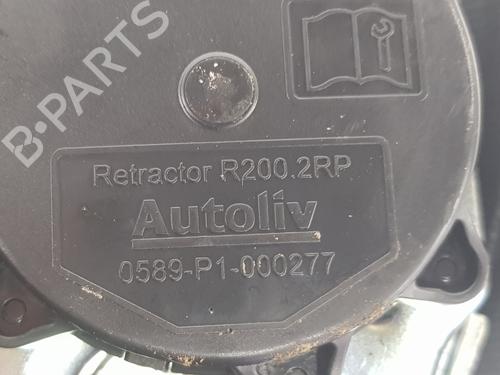 B-PARTS
Retractor R200.2RP
Autoliv
0589-P1-000277